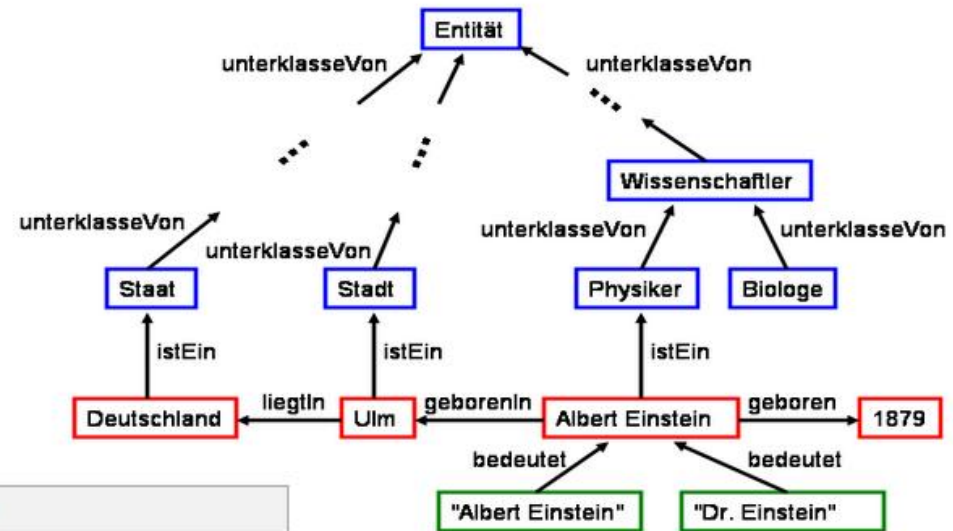 Entität
unterklasseVon
unterklasseVon
Wissenschaftler
unterklasseVon
unterklasseVon
unterklasseVon
unterklasseVon
Staat
Stadt
Physiker
Biologe
istEin
istEin
istEin
Deutschland
liegtIn
Ulm
geborenIn
Albert Einstein
geboren
1879
bedeutet
bedeutet
"Albert Einstein"
"Dr. Einstein"